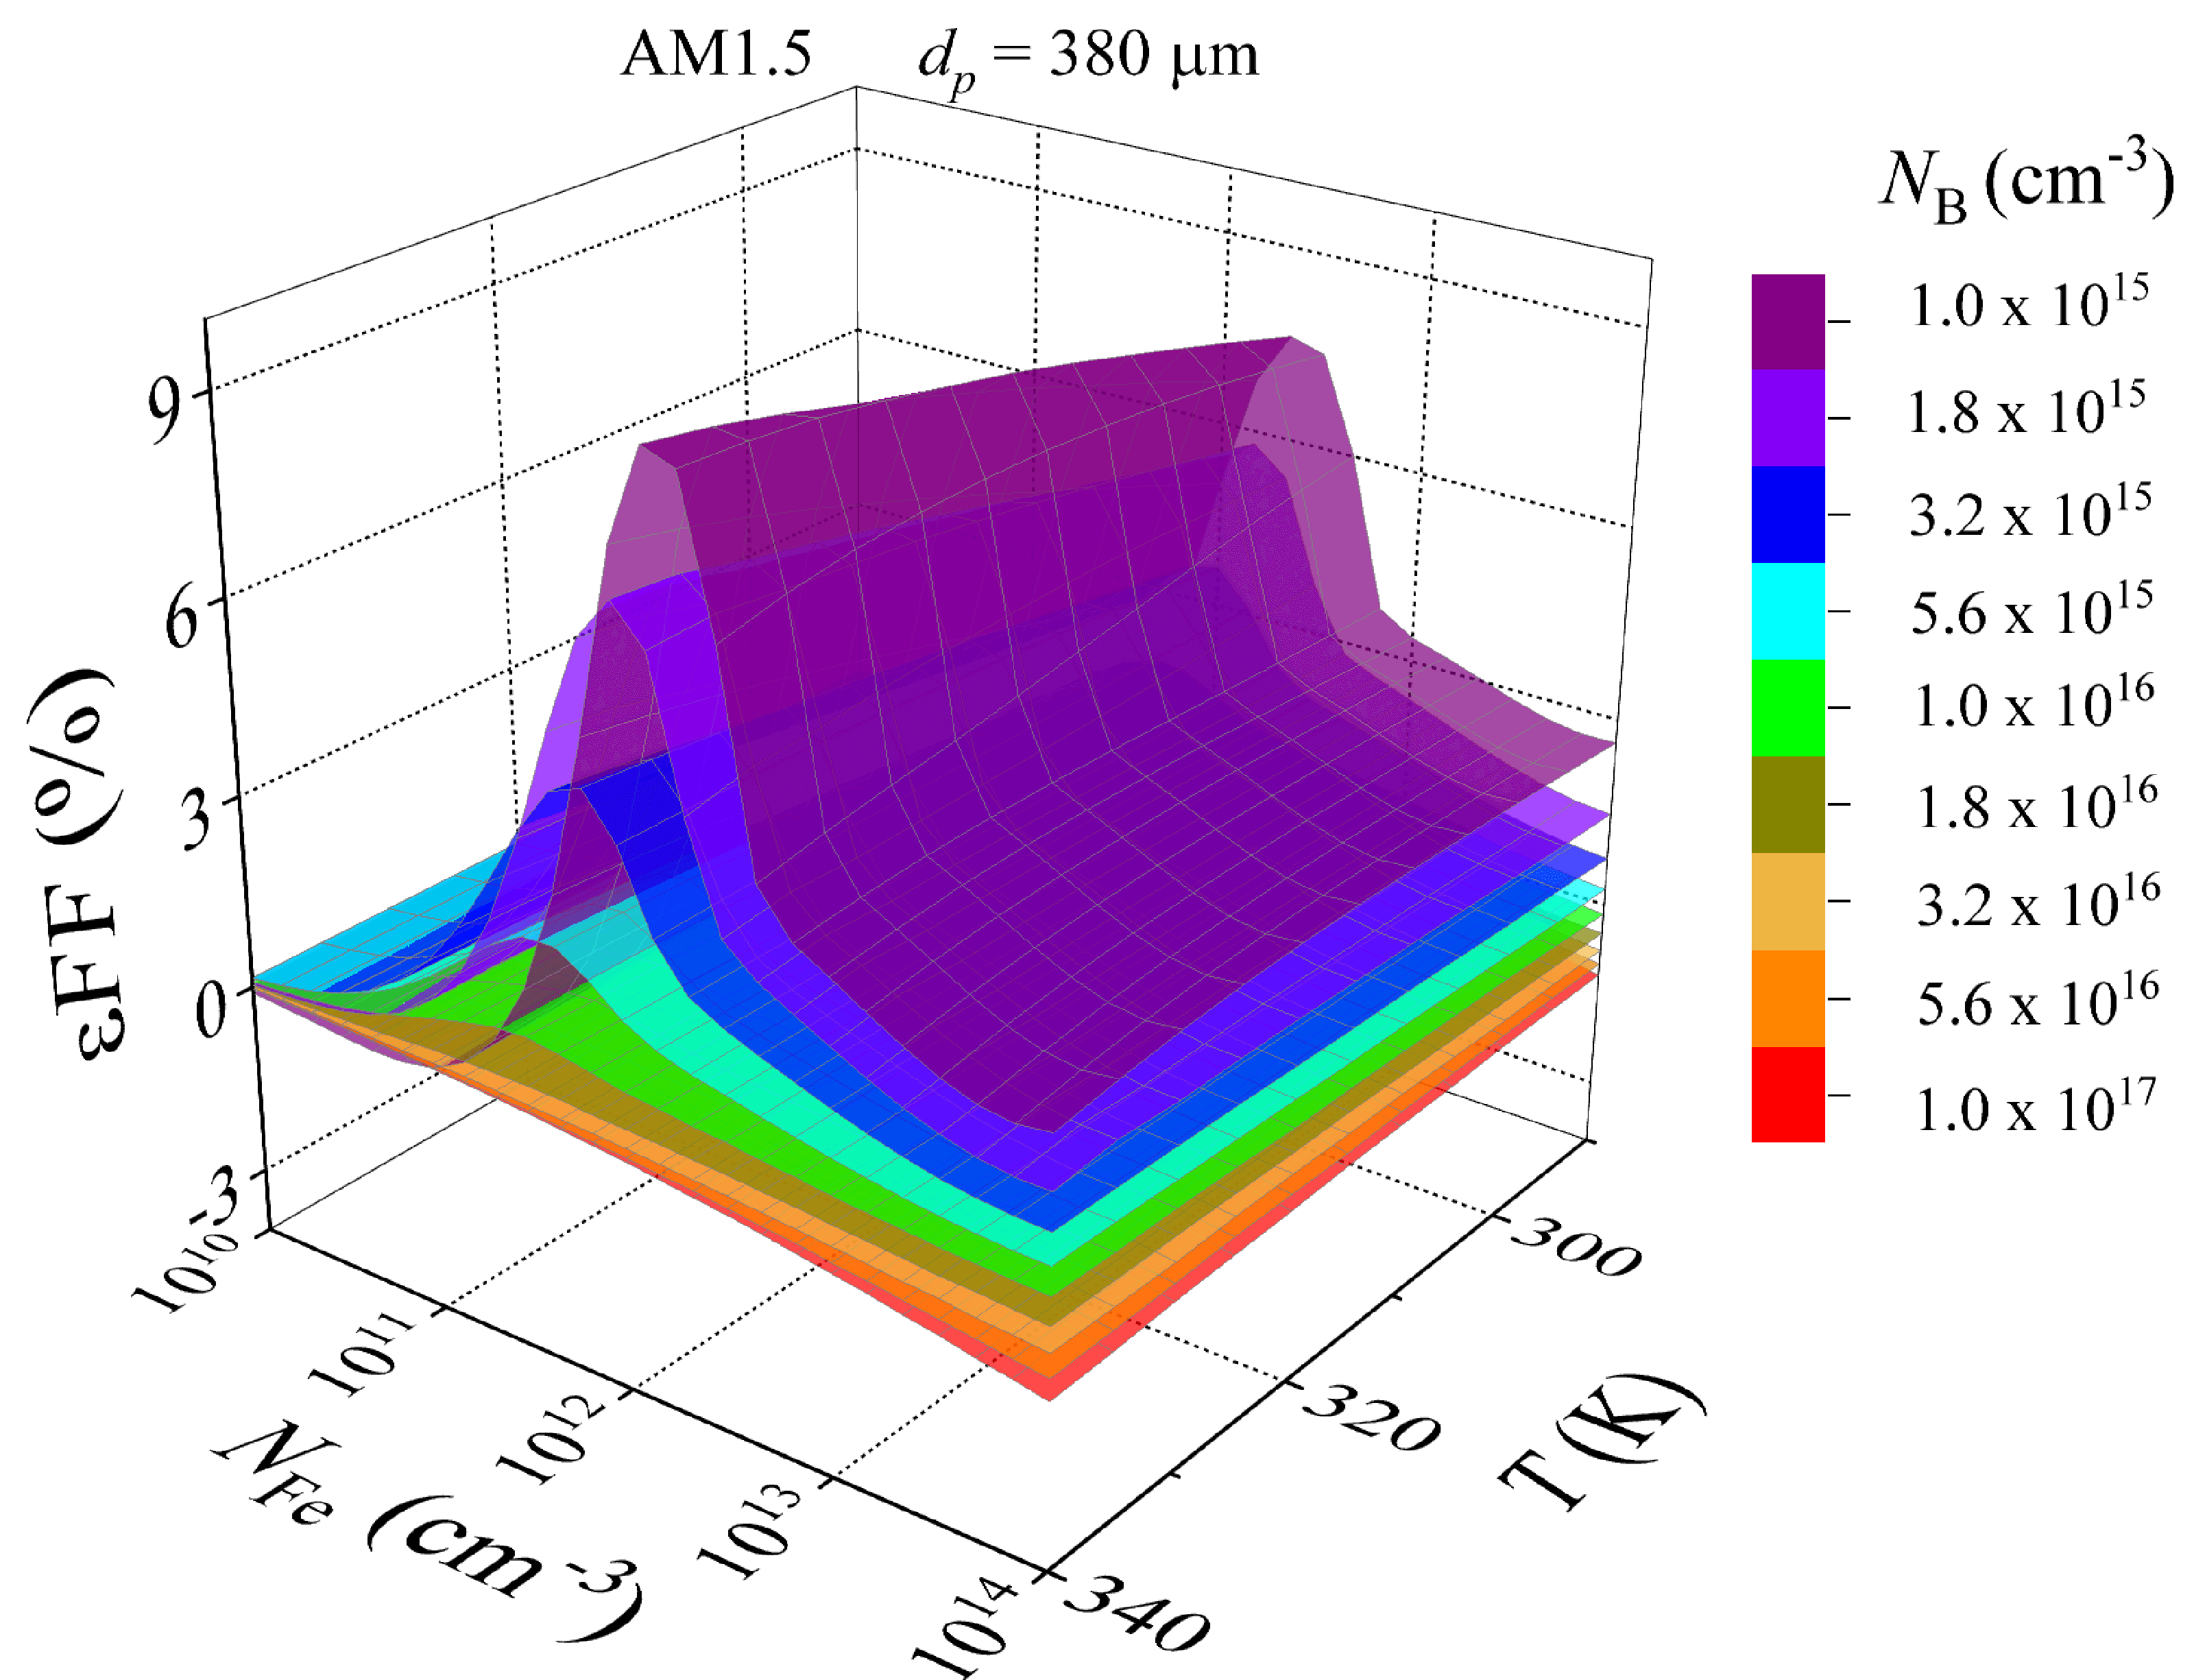 AM1.5 dp = 380 μm
NB (cm-3)
1.0 x 10^15
1.8 x 10^15
3.2 x 10^15
5.6 x 10^15
1.0 x 10^16
1.8 x 10^16
3.2 x 10^16
5.6 x 10^16
1.0 x 10^17
εFF (%)
9
6
3
0
-3
10^10
10^11
10^12
10^13
10^14
NFe (cm-3)
300
320
340
T (K)